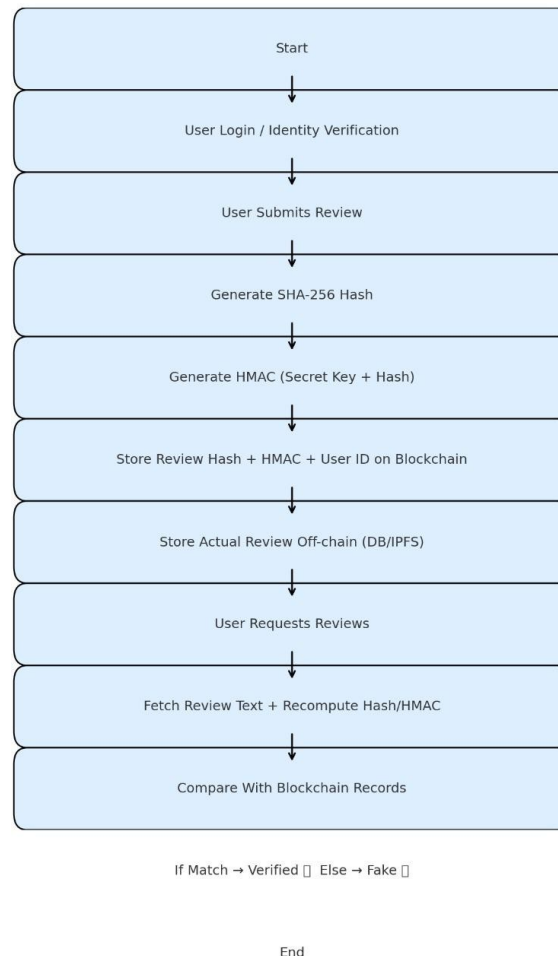 Start
User Login / Identity Verification
User Submits Review
Generate SHA-256 Hash
Generate HMAC (Secret Key + Hash)
Store Review Hash + HMAC + User ID on Blockchain
Store Actual Review Off-chain (DB/IPFS)
User Requests Reviews
Fetch Review Text + Recompute Hash/HMAC
Compare With Blockchain Records
If Match → Verified ▯ Else → Fake ▯
End